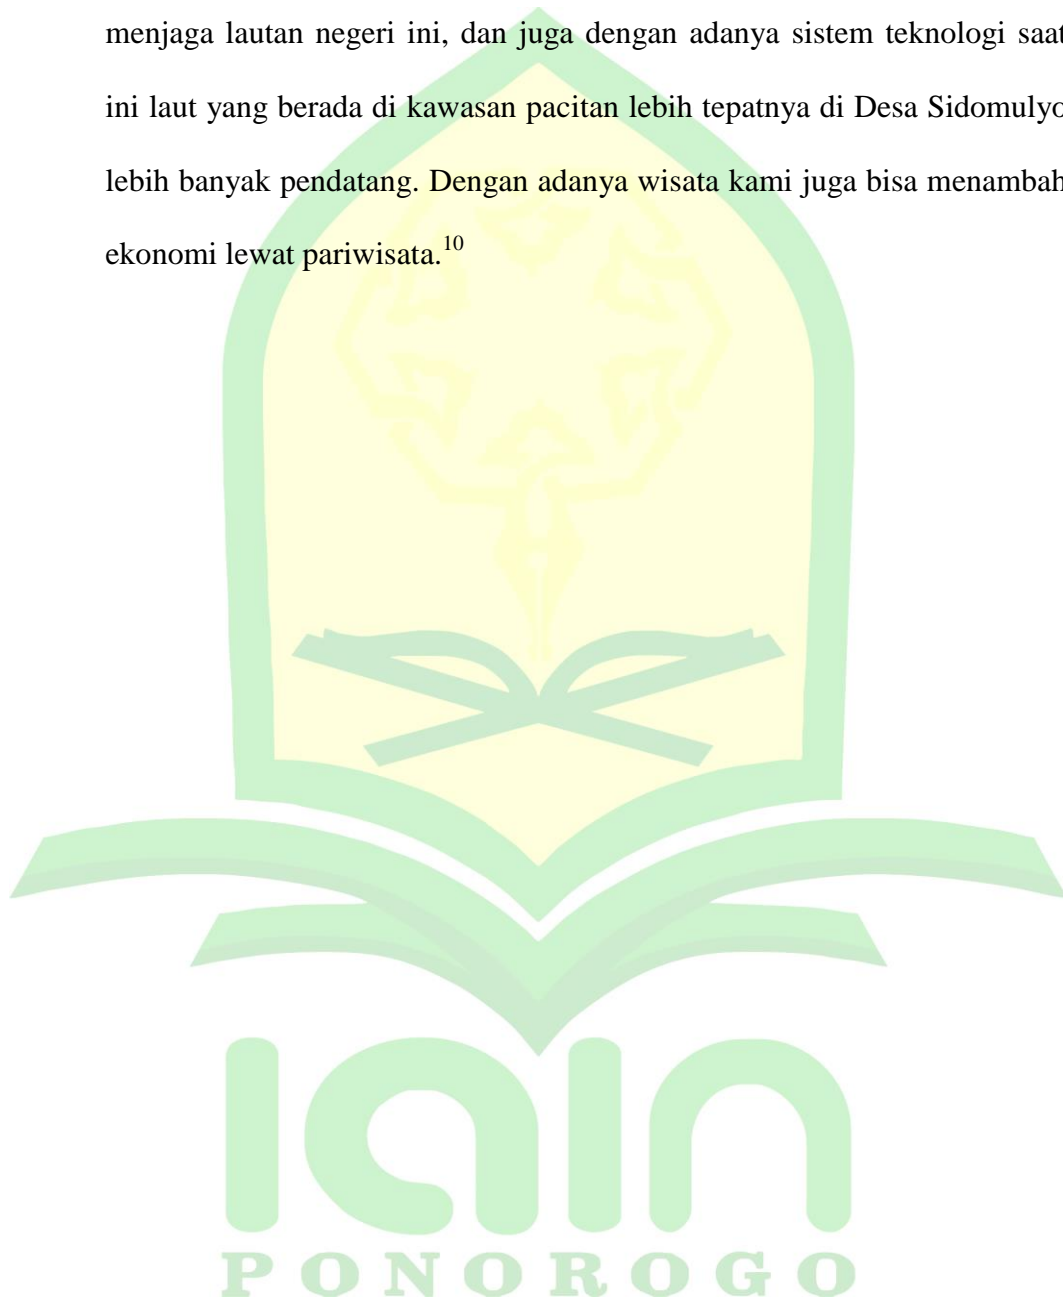 menjaga lautan negeri ini, dan juga dengan adanya sistem teknologi saat
ini laut yang berada di kawasan pacitan lebih tepatnya di Desa Sidomulyo
lebih banyak pendatang. Dengan adanya wisata kami juga bisa menambah
ekonomi lewat pariwisata.10
iain
PONOROGO